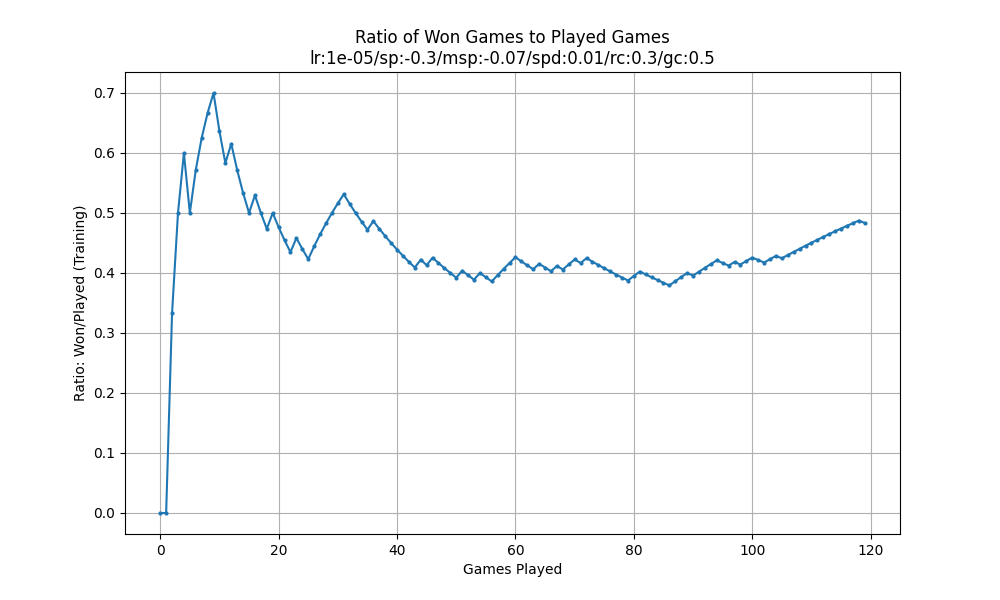 Ratio of Won Games to Played Games
lr:1e-05/sp:-0.3/msp:-0.07/spd:0.01/rc:0.3/gc:0.5
Ratio: Won/Played (Training)
0.7
0.6
0.5
0.4
0.3
0.2
0.1
0.0
0 20 40 60 80 100 120
Games Played